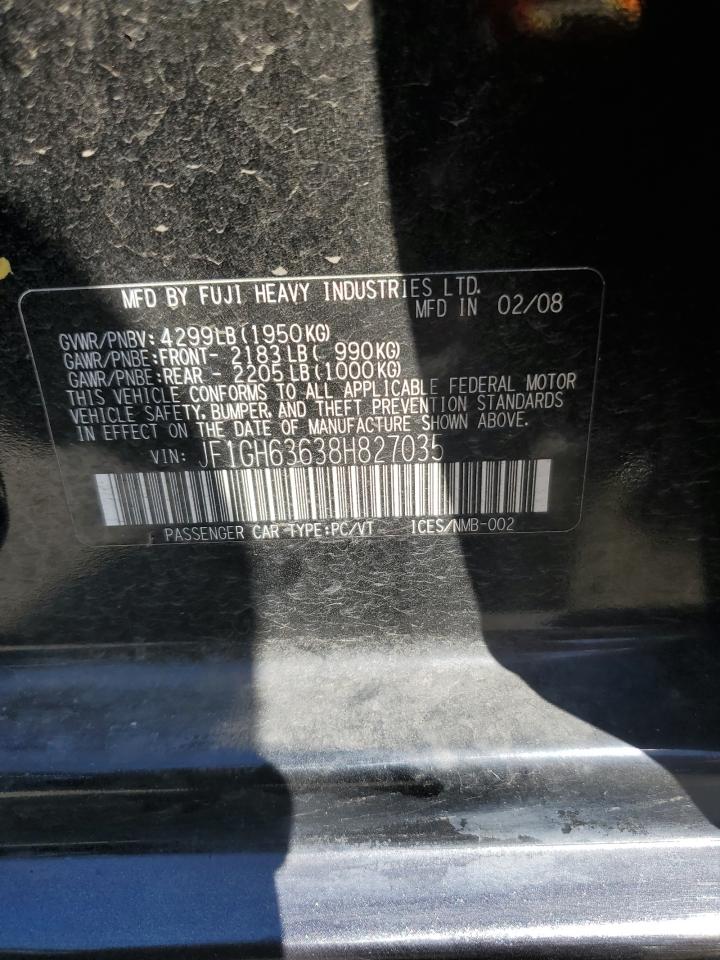 MFD BY FUJI HEAVY INDUSTRIES LTD.
MFD IN 02/08
GVWR/PNBV: 4299LB (1950KG)
GAWR/PNBE: FRONT- 2183LB ( 990KG)
GAWR/PNBE: REAR - 2205LB (1000KG)
THIS VEHICLE CONFORMS TO ALL APPLICABLE FEDERAL MOTOR
VEHICLE SAFETY, BUMPER, AND THEFT PREVENTION STANDARDS
IN EFFECT ON THE DATE OF MANUFACTURE SHOWN ABOVE.
VIN: JF1GH63638H827035
PASSENGER CAR TYPE:PC/VT ICES/NMB-002